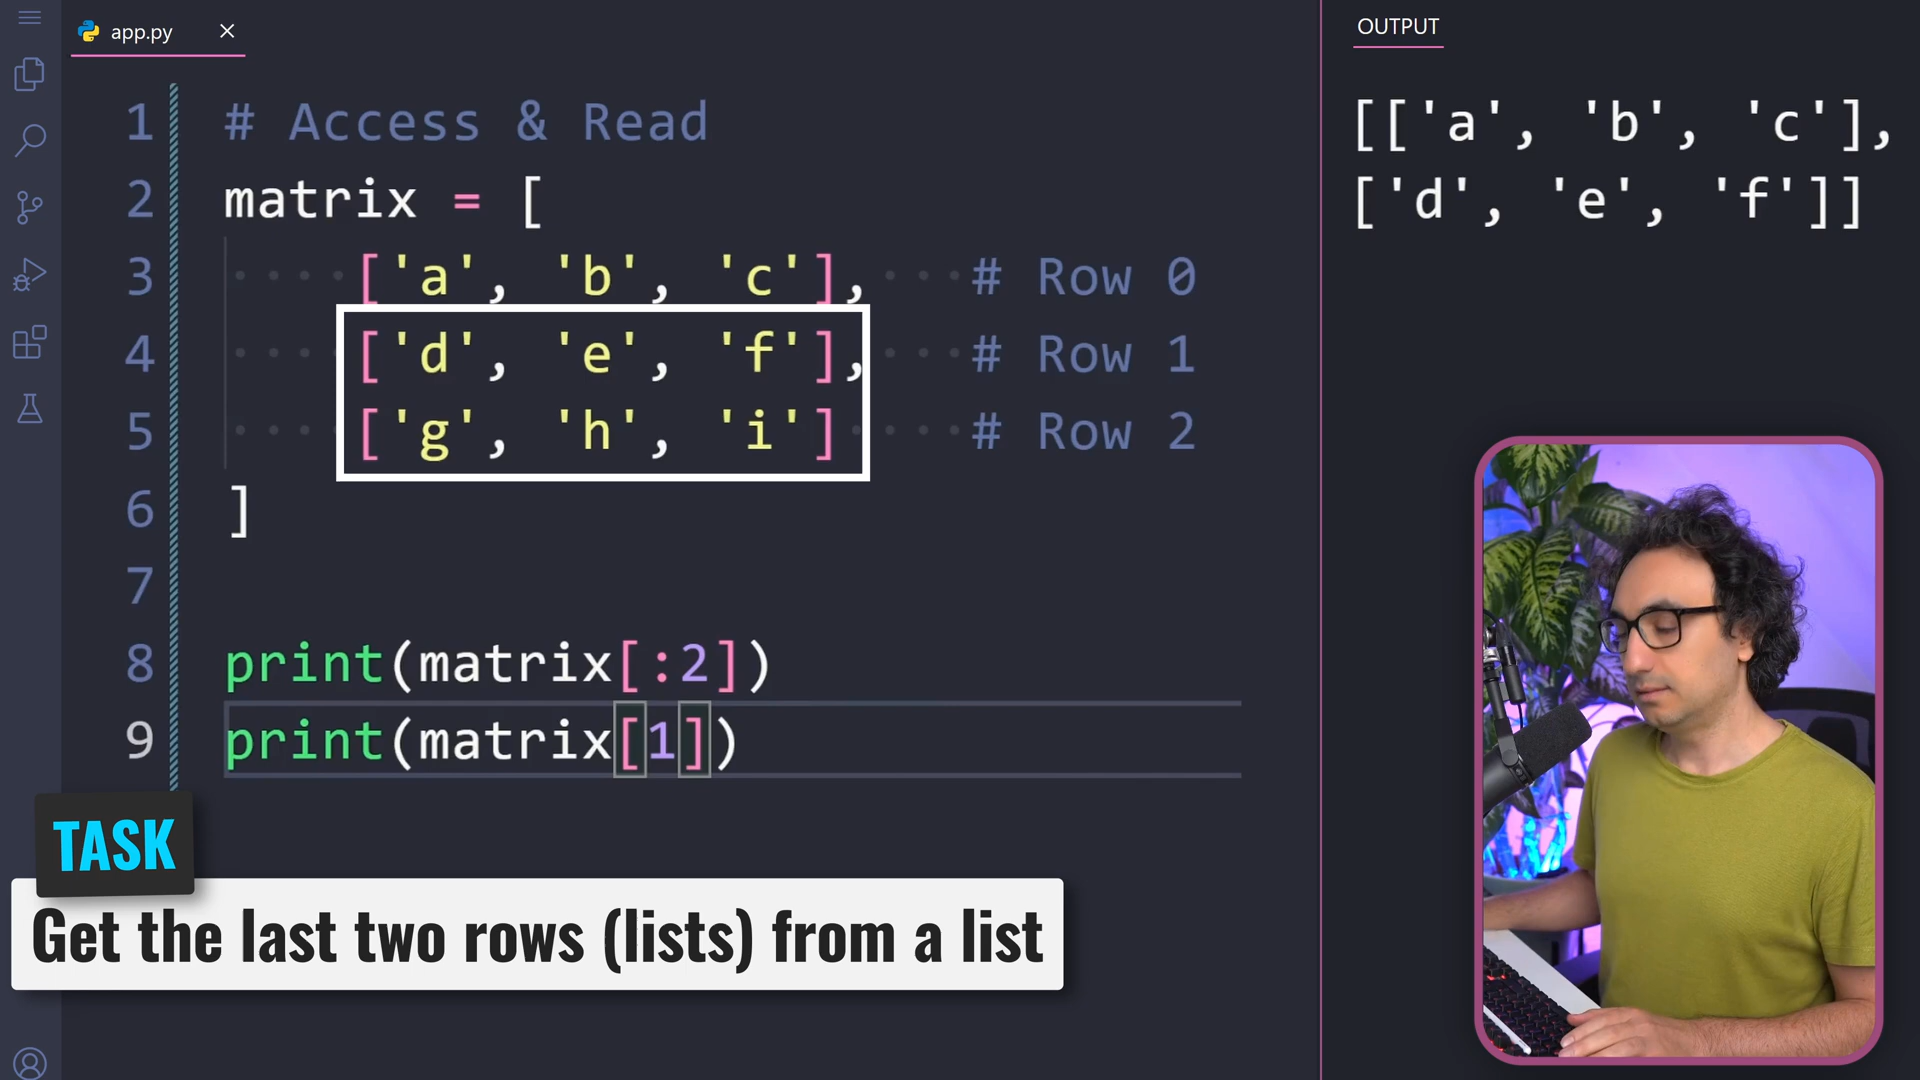 app.py
OUTPUT
1 # Access & Read
2 matrix = [
3 ['a', 'b', 'c'], # Row 0
4 ['d', 'e', 'f'], # Row 1
5 ['g', 'h', 'i'] # Row 2
6 ]
7
8 print(matrix[:2])
9 print(matrix[1])
[['a', 'b', 'c'],
['d', 'e', 'f']]
TASK
Get the last two rows (lists) from a list